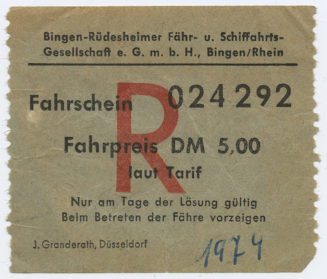 Bingen-Rüdesheimer Fähr- u. Schiffahrts-
Gesellschaft e. G. m. b. H., Bingen/Rhein
R
Fahrschein 024292
Fahrpreis DM 5,00
laut Tarif
Nur am Tage der Lösung gültig
Beim Betreten der Fähre vorzeigen
J. Granderath, Düsseldorf
1974